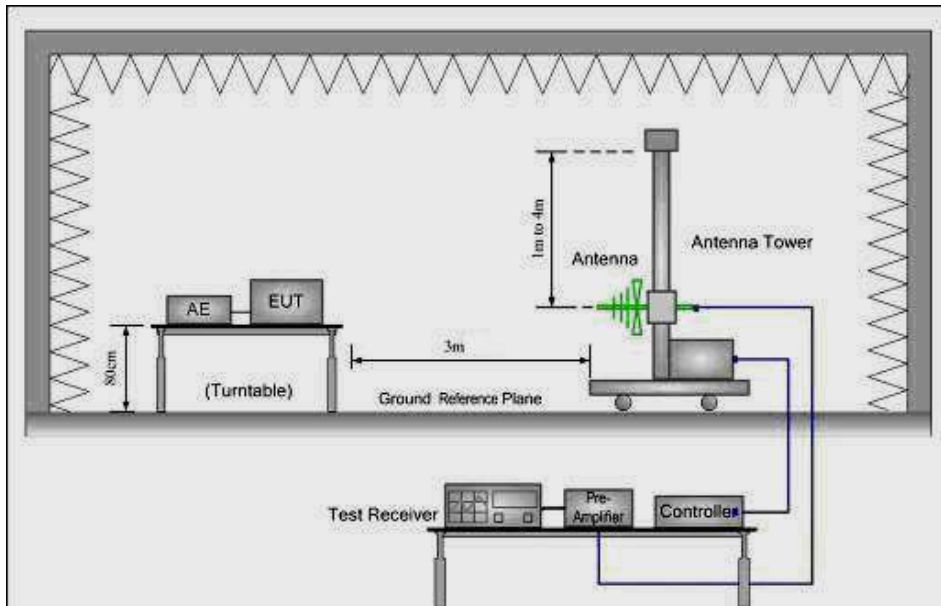 1m to 4m
Antenna
Antenna Tower
AE
EUT
80cm
3m
(Turntable)
Ground Reference Plane
Test Receiver
Pre-
Amplifier
Controller